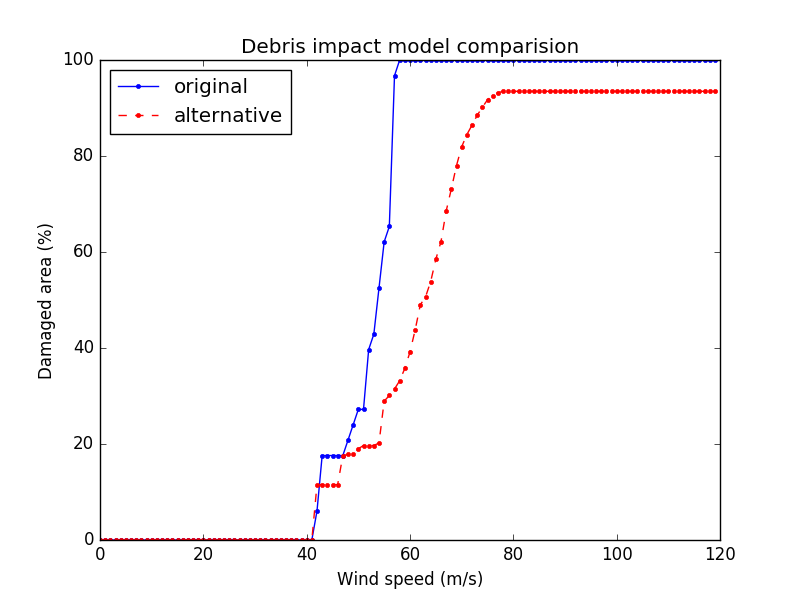 Debris impact model comparision
original
alternative
Damaged area (%)
100
80
60
40
20
0
0 20 40 60 80 100 120
Wind speed (m/s)